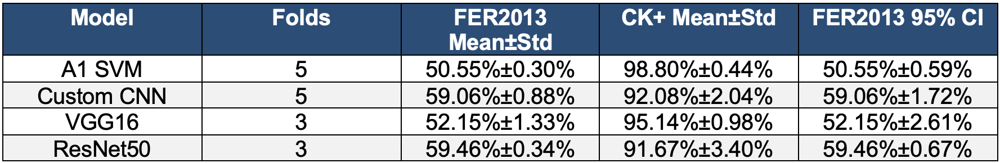 Model Folds FER2013 Mean±Std CK+ Mean±Std FER2013 95% CI
A1 SVM 5 50.55%±0.30% 98.80%±0.44% 50.55%±0.59%
Custom CNN 5 59.06%±0.88% 92.08%±2.04% 59.06%±1.72%
VGG16 3 52.15%±1.33% 95.14%±0.98% 52.15%±2.61%
ResNet50 3 59.46%±0.34% 91.67%±3.40% 59.46%±0.67%